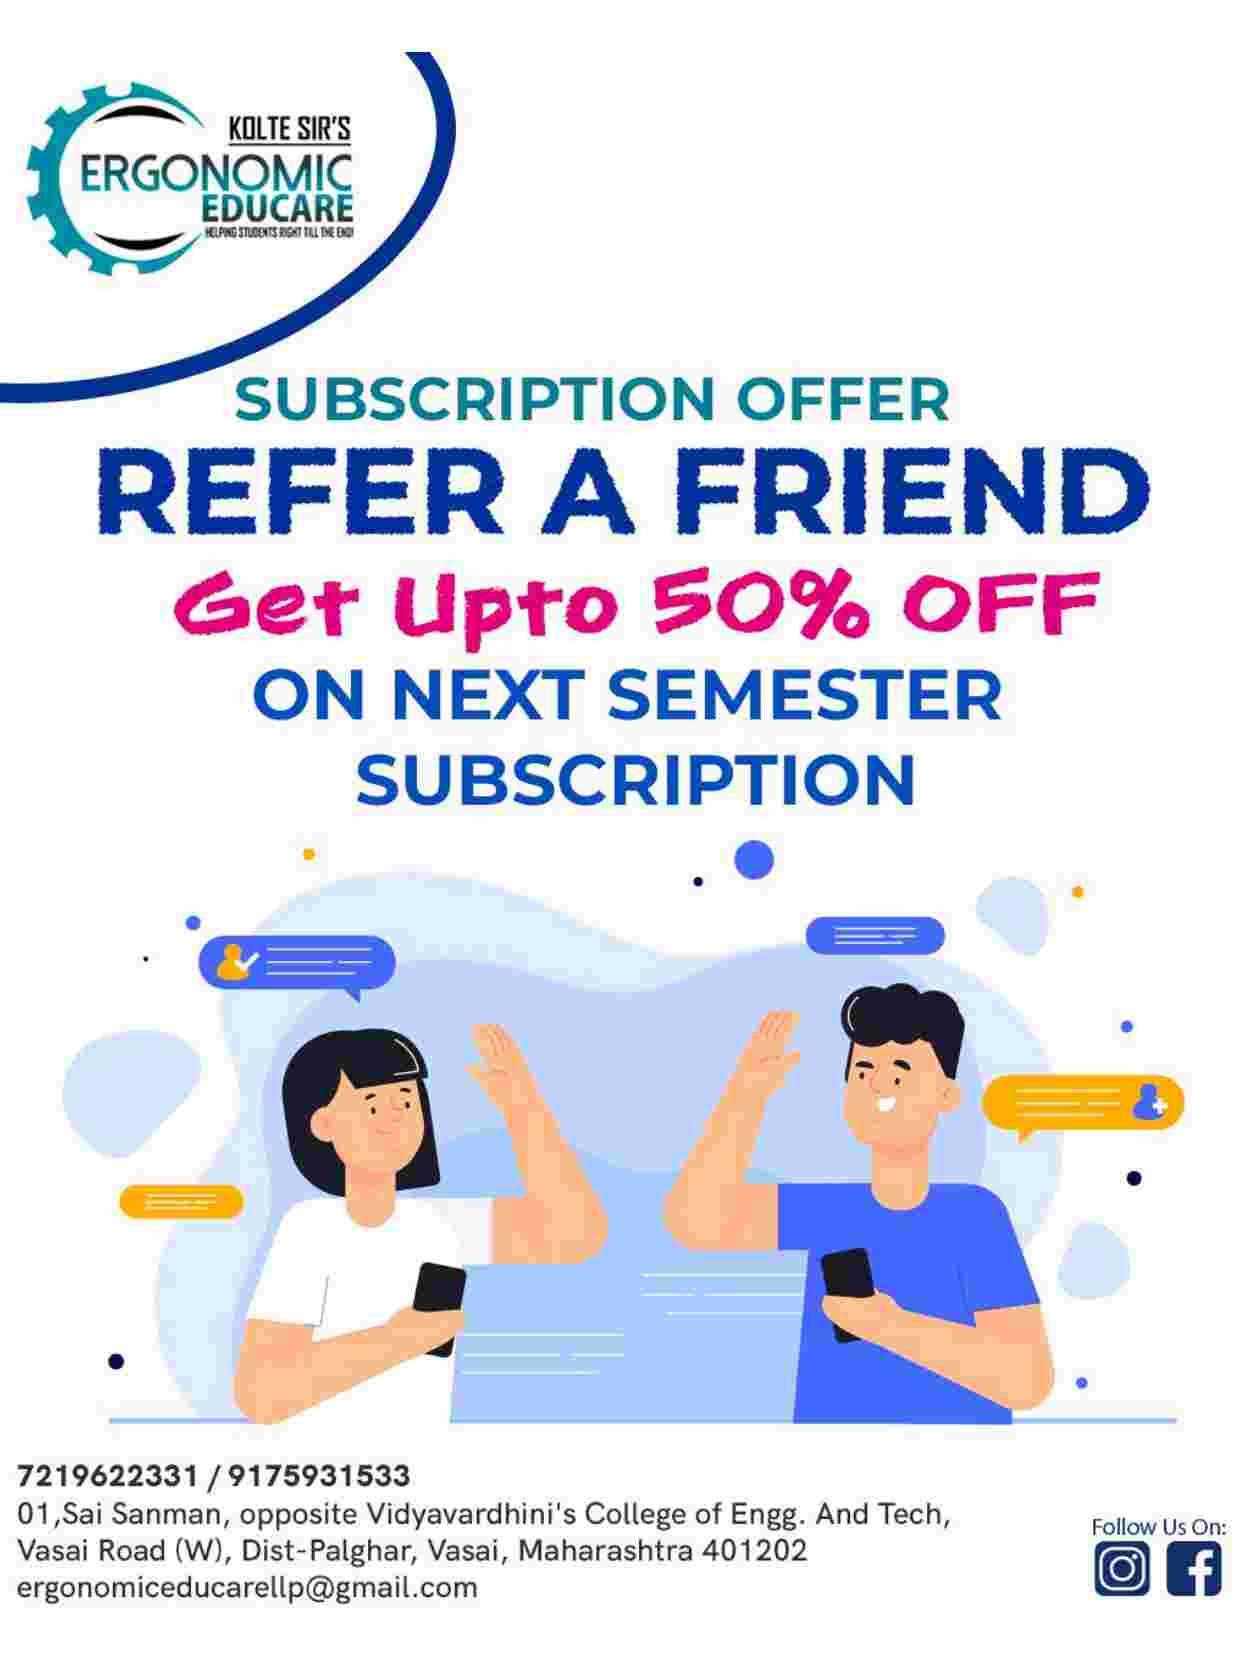 KOLTE SIR'S
ERGONOMIC
EDUCARE
HELPING STUDENTS RIGHT TILL THE END!
SUBSCRIPTION OFFER
REFER A FRIEND
Get Upto 50% OFF
ON NEXT SEMESTER
SUBSCRIPTION
7219622331 / 9175931533
01,Sai Sanman, opposite Vidyavardhini's College of Engg. And Tech,
Vasai Road (W), Dist-Palghar, Vasai, Maharashtra 401202
ergonomiceducarellp@gmail.com
Follow Us On: